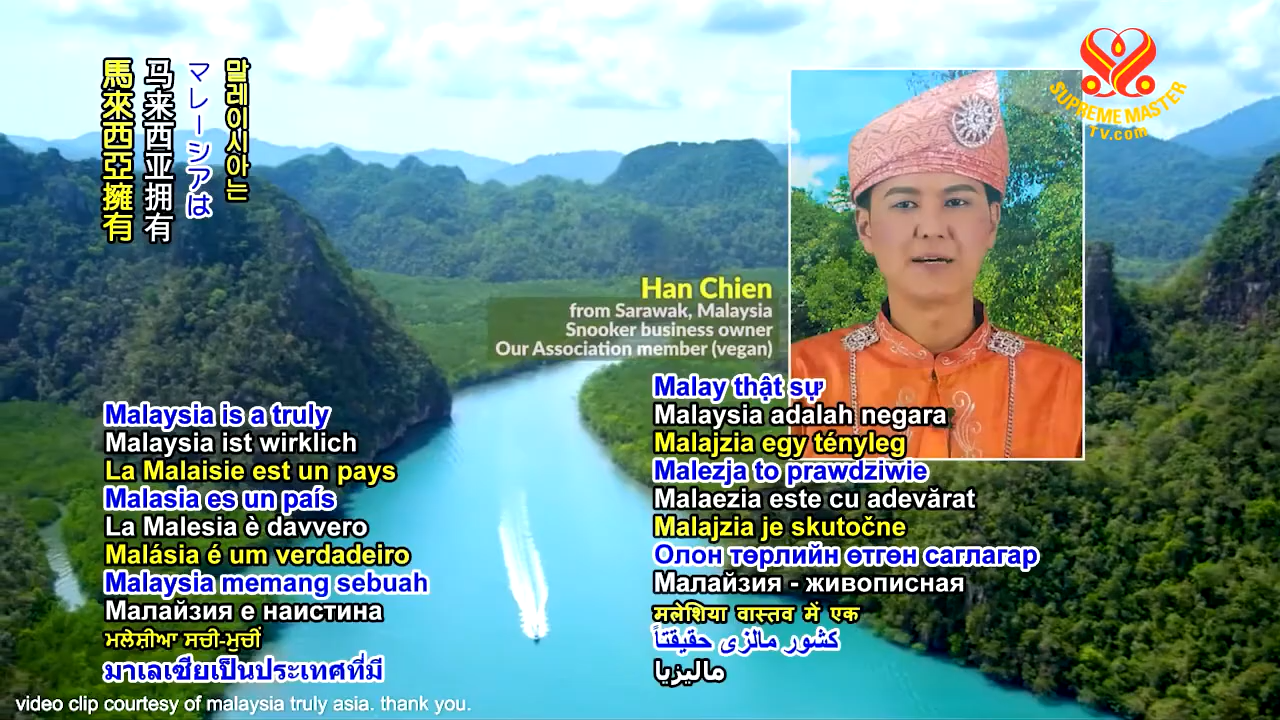 馬來西亞擁有
马来西亚拥有
マレーシアは
말레이시아는
SUPREME MASTER
TV.com
Han Chien
from Sarawak, Malaysia
Snooker business owner
Our Association member (vegan)
Malaysia is a truly
Malaysia ist wirklich
La Malaisie est un pays
Malasia es un país
La Malesia è davvero
Malásia é um verdadeiro
Malaysia memang sebuah
Малайзия е наистина
ਮਲੇਸ਼ੀਆ ਸਚੀ-ਮੁਚੀਂ
มาเลเซียเป็นประเทศที่มี
Malay thật sự
Malaysia adalah negara
Malajzia egy tényleg
Malezja to prawdziwie
Malaezia este cu adevărat
Malajzia je skutočne
Олон төрлийн өтгөн саглагар
Малайзия - живописная
मलेशिया वास्तव में एक
کشور مالزی حقیقتاً
ماليزيا
video clip courtesy of malaysia truly asia. thank you.